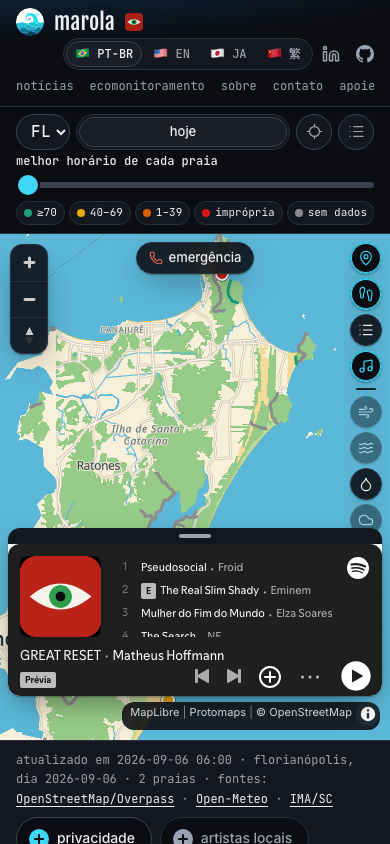 marola
PT-BR EN JA 繁
notícias ecomonitoramento sobre contato apoie
FL hoje
melhor horário de cada praia
≥70 40–69 1–39 imprópria sem dados
emergência
CANAJURÊ
Ilha de Santa
Catarina
Ratones
1 Pseudosocial • Froid
2 E The Real Slim Shady • Eminem
3 Mulher do Fim do Mundo • Elza Soares
4 The Search NF
GREAT RESET • Matheus Hoffmann
Prévia
MapLibre | Protomaps | © OpenStreetMap
atualizado em 2026-09-06 06:00 · florianópolis,
dia 2026-09-06 · 2 praias · fontes:
OpenStreetMap/Overpass · Open-Meteo · IMA/SC
privacidade artistas locais